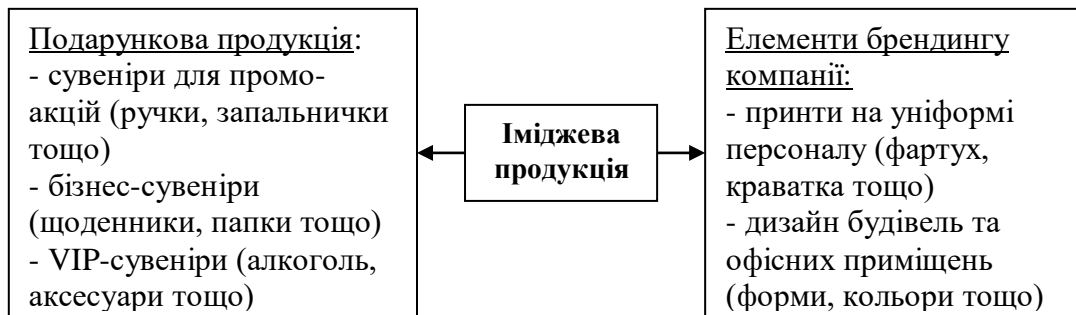 Подарункова продукція:
- сувеніри для промо-
акцій (ручки, запальнички
тощо)
- бізнес-сувеніри
(щоденники, папки тощо)
- VIP-сувеніри (алкоголь,
аксесуари тощо)
Іміджева
продукція
Елементи брендингу
компанії:
- принти на уніформі
персоналу (фартух,
краватка тощо)
- дизайн будівель та
офісних приміщень
(форми, кольори тощо)